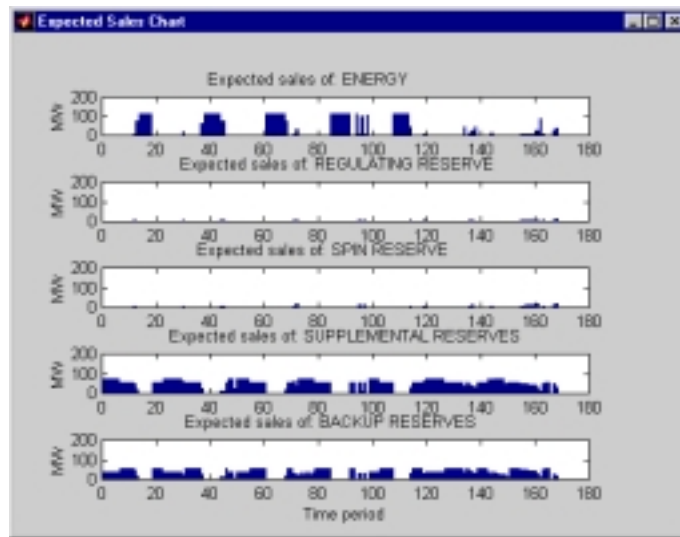 Expected Sales Chart
Expected sales of: ENERGY
200
100
0
MW
0 20 40 60 80 100 120 140 160 180
Expected sales of: REGULATING RESERVE
200
100
0
MW
0 20 40 60 80 100 120 140 160 180
Expected sales of: SPIN RESERVE
200
100
0
MW
0 20 40 60 80 100 120 140 160 180
Expected sales of: SUPPLEMENTAL RESERVES
200
100
0
MW
0 20 40 60 80 100 120 140 160 180
Expected sales of: BACKUP RESERVES
200
100
0
MW
0 20 40 60 80 100 120 140 160 180
Time period